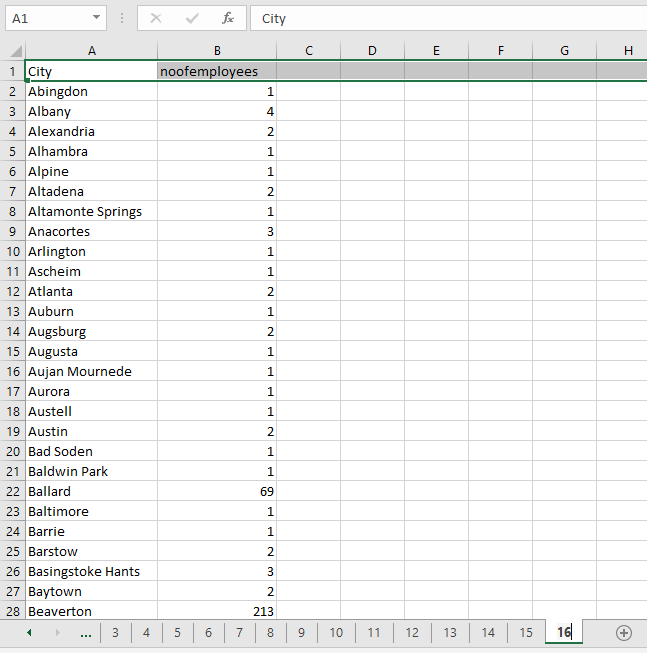 A1 fx City
A B C D E F G H
1 City noofemployees
2 Abingdon 1
3 Albany 4
4 Alexandria 2
5 Alhambra 1
6 Alpine 1
7 Altadena 2
8 Altamonte Springs 1
9 Anacortes 3
10 Arlington 1
11 Ascheim 1
12 Atlanta 2
13 Auburn 1
14 Augsburg 2
15 Augusta 1
16 Aujan Mournede 1
17 Aurora 1
18 Austell 1
19 Austin 2
20 Bad Soden 1
21 Baldwin Park 1
22 Ballard 69
23 Baltimore 1
24 Barrie 1
25 Barstow 2
26 Basingstoke Hants 3
27 Baytown 2
28 Beaverton 213
... 3 4 5 6 7 8 9 10 11 12 13 14 15 16